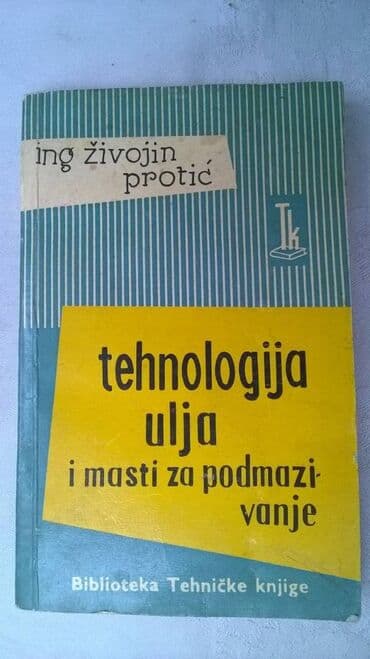 ing živojin
protić
Tk
tehnologija
ulja
i masti za podmazi-
vanje
Biblioteka Tehničke knjige